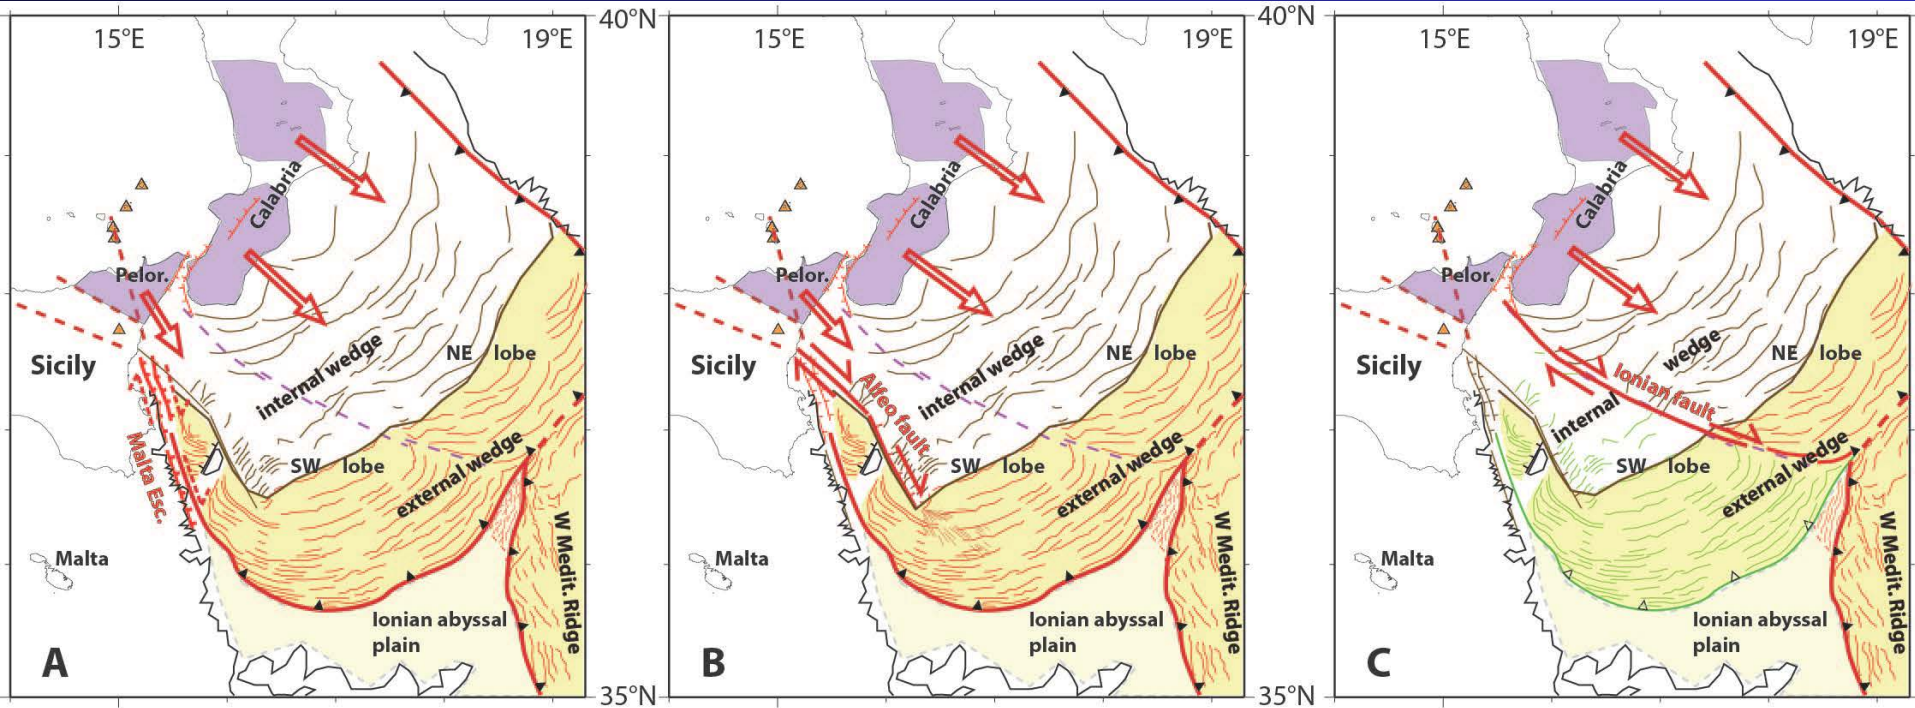 15°E
19°E
40°N
Calabria
Pelor.
Sicily
internal wedge
NE lobe
Malta Esc.
SW lobe
external wedge
Malta
W Medit. Ridge
Ionian abyssal
plain
A
35°N
15°E
19°E
40°N
Calabria
Pelor.
Sicily
Alfeo fault
internal wedge
NE lobe
SW lobe
external wedge
Malta
W Medit. Ridge
Ionian abyssal
plain
B
35°N
15°E
19°E
Calabria
Pelor.
Sicily
wedge
NE lobe
Ionian fault
internal
SW lobe
external wedge
Malta
W Medit. Ridge
Ionian abyssal
plain
C